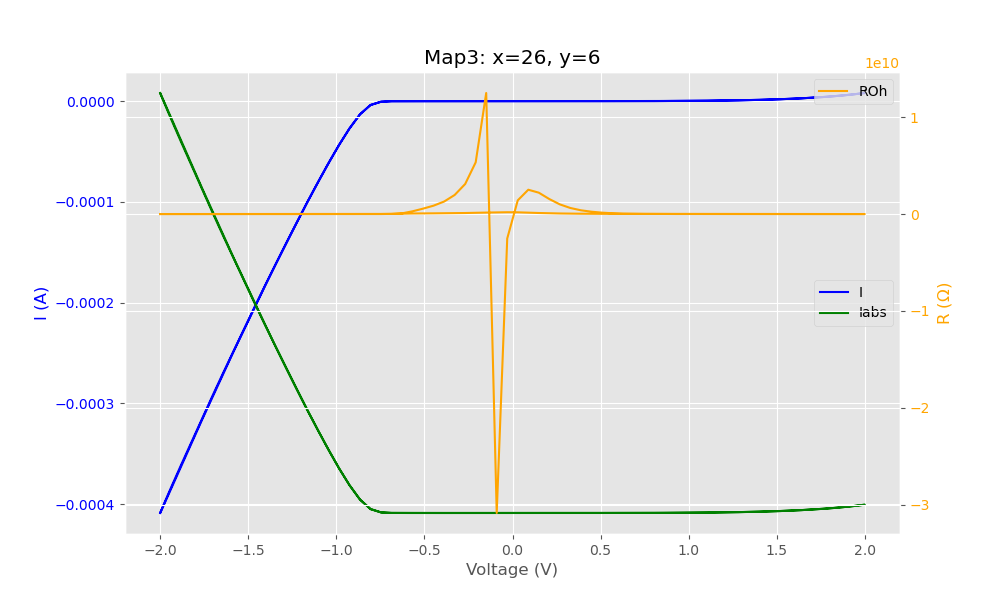 Map3: x=26, y=6
1e10
0.0000
−0.0001
−0.0002
−0.0003
−0.0004
I (A)
ROh
I
Iabs
1
0
−1
−2
−3
R (Ω)
−2.0 −1.5 −1.0 −0.5 0.0 0.5 1.0 1.5 2.0
Voltage (V)